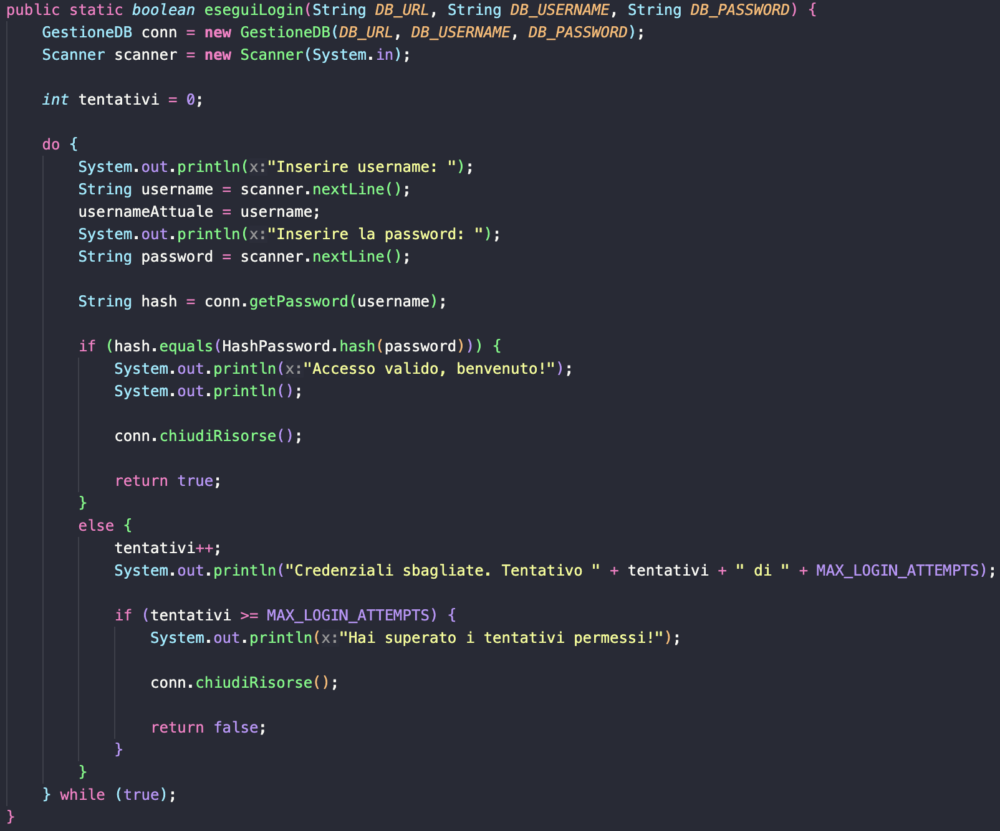 public static boolean eseguiLogin(String DB_URL, String DB_USERNAME, String DB_PASSWORD) {
    GestioneDB conn = new GestioneDB(DB_URL, DB_USERNAME, DB_PASSWORD);
    Scanner scanner = new Scanner(System.in);

    int tentativi = 0;

    do {
        System.out.println(x:"Inserire username: ");
        String username = scanner.nextLine();
        usernameAttuale = username;
        System.out.println(x:"Inserire la password: ");
        String password = scanner.nextLine();

        String hash = conn.getPassword(username);

        if (hash.equals(HashPassword.hash(password))) {
            System.out.println(x:"Accesso valido, benvenuto!");
            System.out.println();

            conn.chiudiRisorse();

            return true;
        }
        else {
            tentativi++;
            System.out.println("Credenziali sbagliate. Tentativo " + tentativi + " di " + MAX_LOGIN_ATTEMPTS);

            if (tentativi >= MAX_LOGIN_ATTEMPTS) {
                System.out.println(x:"Hai superato i tentativi permessi!");

                conn.chiudiRisorse();

                return false;
            }
        }
    } while (true);
}